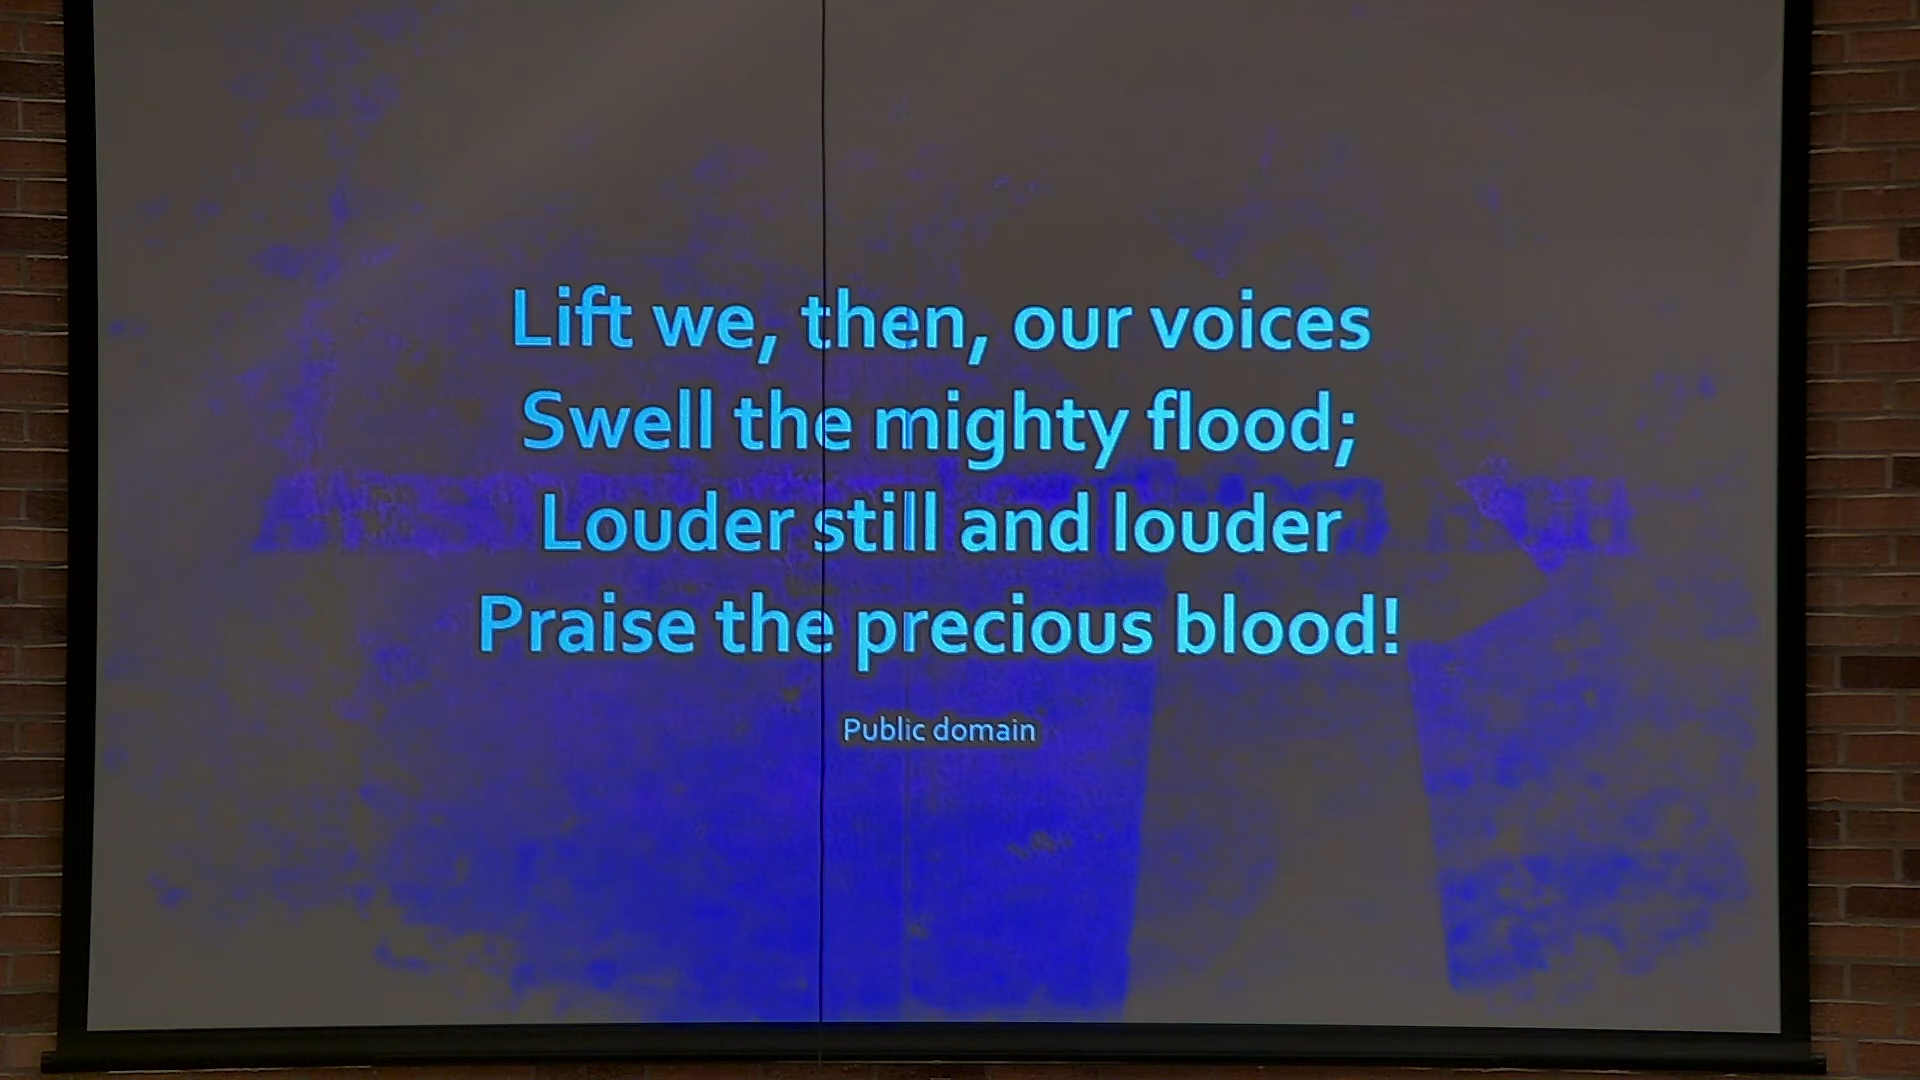 Lift we, then, our voices
Swell the mighty flood;
Louder still and louder
Praise the precious blood!
Public domain